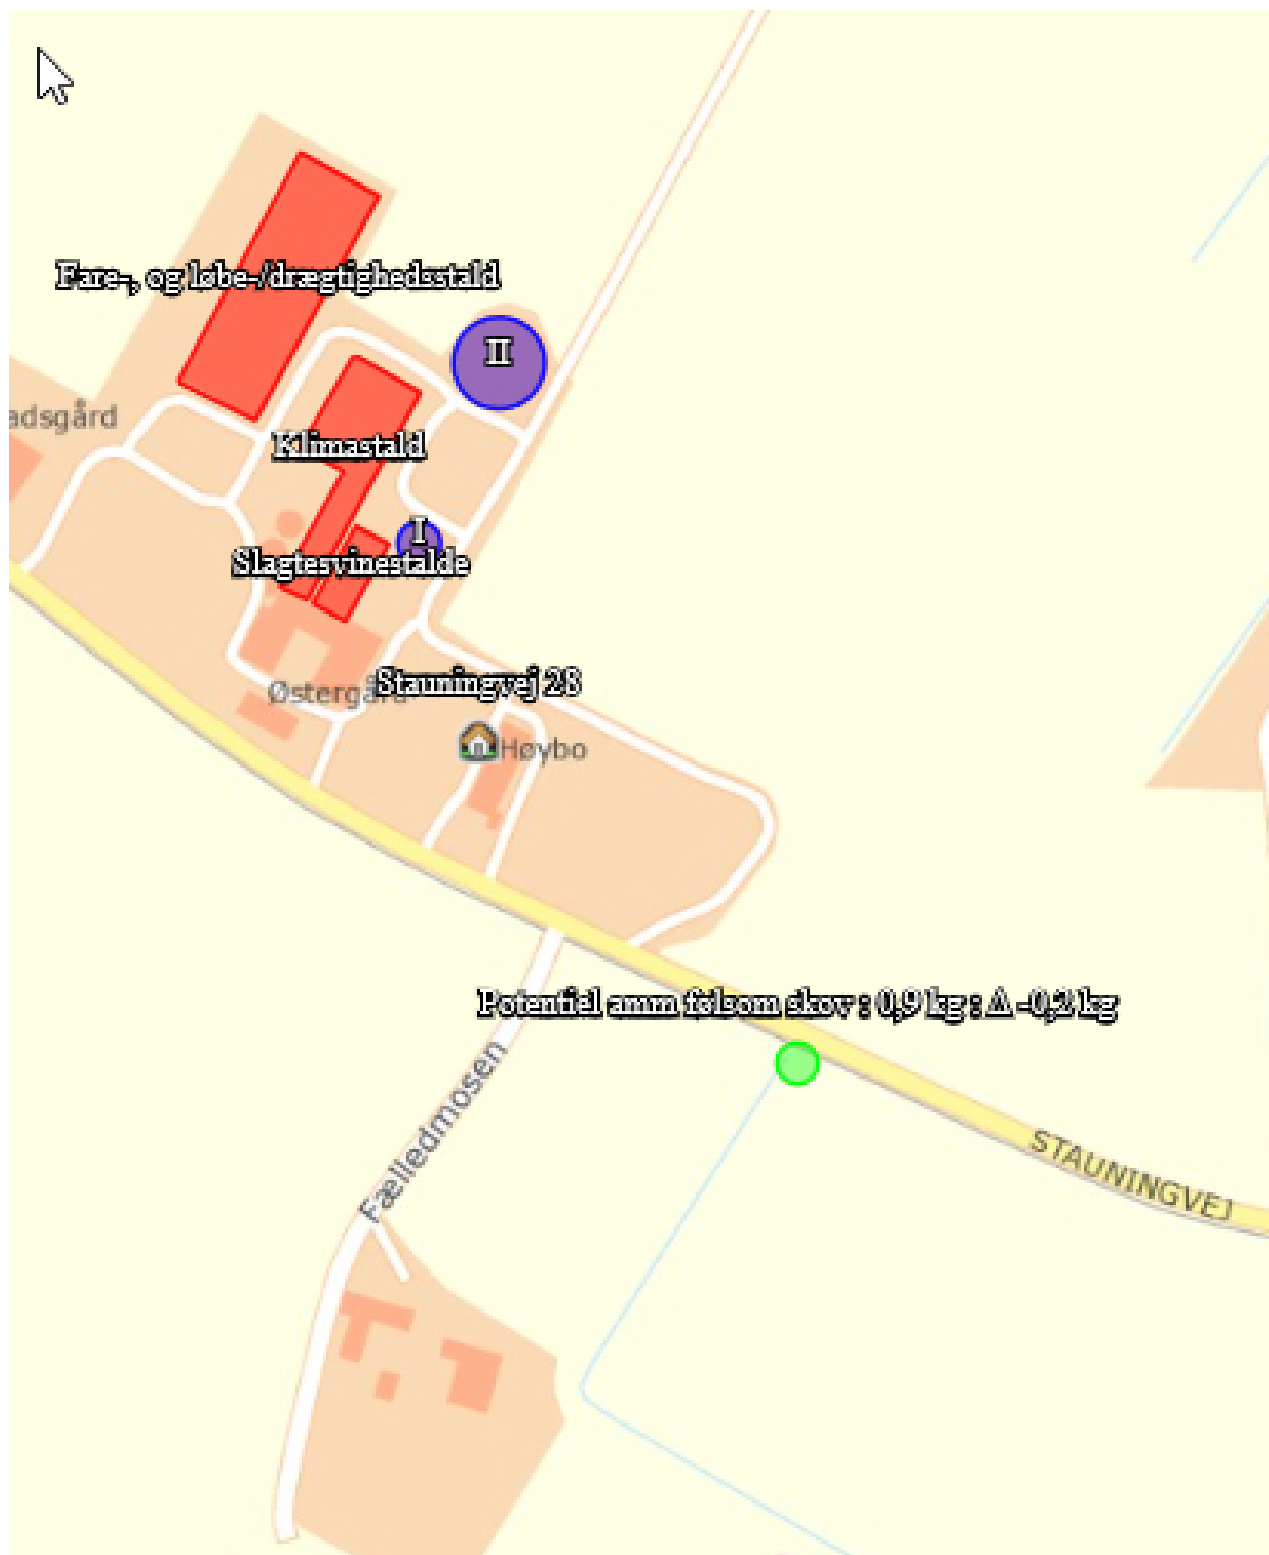 Fare-, og løbe-/drægtighedsstald
II
adsgård
Klimastald
I
Slagtesvinestalde
Stauningvej 28
Østergård
Høybo
Potentiel amm følsom skov : 0,9 kg : Δ -0,2 kg
Fælledmosen
STAUNINGVEJ